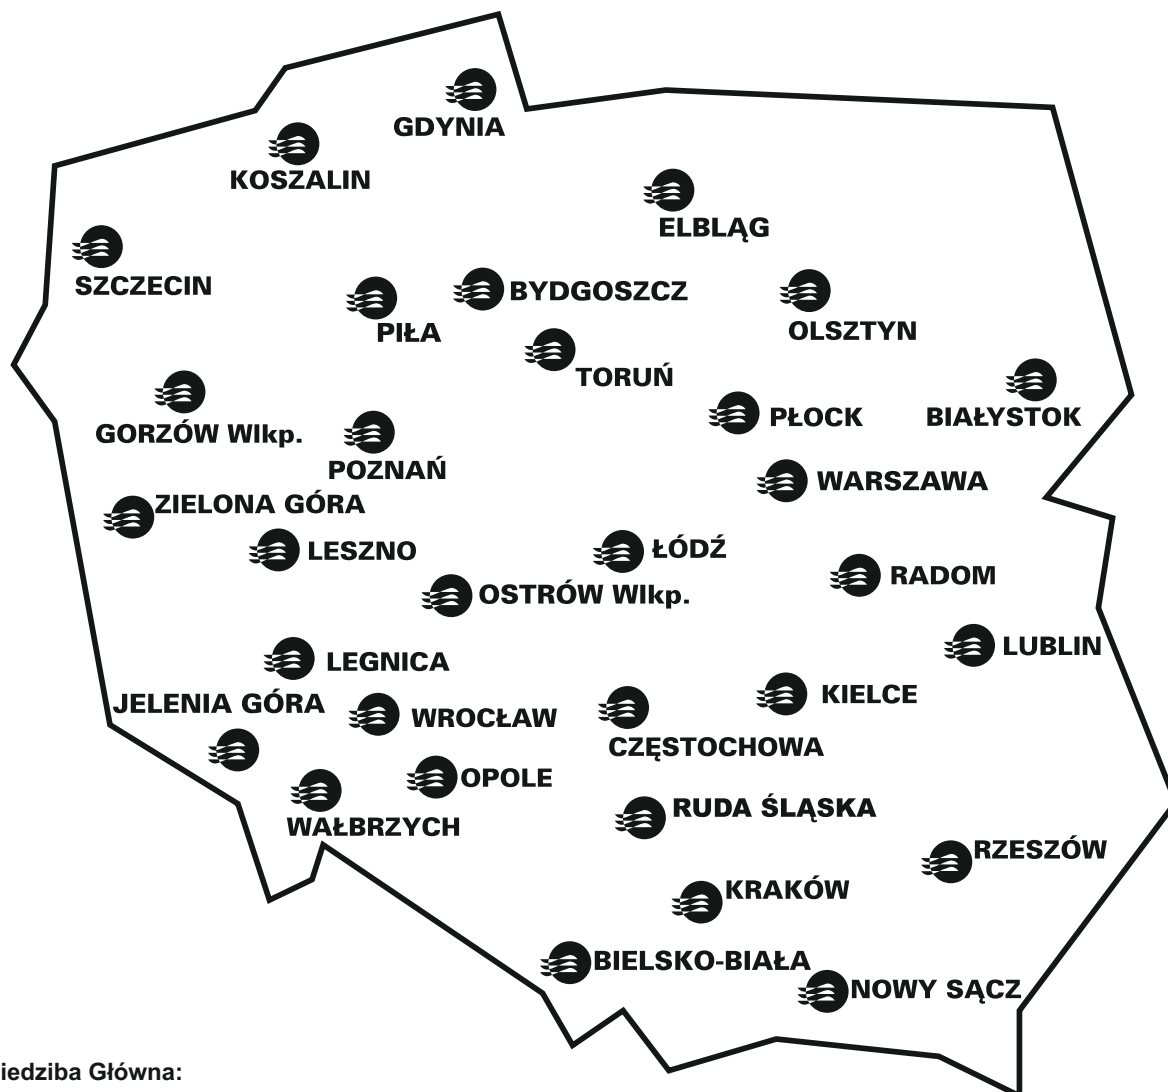 GDYNIA
KOSZALIN
ELBLĄG
SZCZECIN
BYDGOSZCZ
PIŁA
OLSZTYN
TORUŃ
PŁOCK
BIAŁYSTOK
GORZÓW Wlkp.
POZNAŃ
WARSZAWA
ZIELONA GÓRA
LESZNO
ŁÓDŹ
RADOM
OSTRÓW Wlkp.
LUBLIN
LEGNICA
KIELCE
JELENIA GÓRA
WROCŁAW
CZĘSTOCHOWA
OPOLE
RUDA ŚLĄSKA
WAŁBRZYCH
RZESZÓW
KRAKÓW
BIELSKO-BIAŁA
NOWY SĄCZ
iedziba Główna: